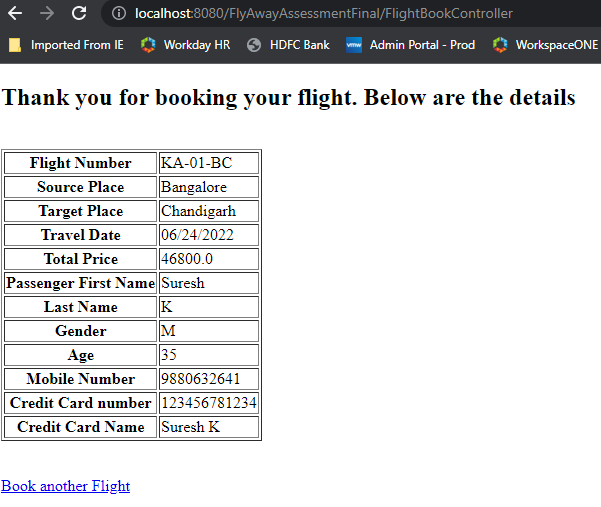 localhost:8080/FlyAwayAssessmentFinal/FlightBookController
Imported From IE Workday HR HDFC Bank vmw Admin Portal - Prod WorkspaceONE
Thank you for booking your flight. Below are the details
Flight Number KA-01-BC
Source Place Bangalore
Target Place Chandigarh
Travel Date 06/24/2022
Total Price 46800.0
Passenger First Name Suresh
Last Name K
Gender M
Age 35
Mobile Number 9880632641
Credit Card number 123456781234
Credit Card Name Suresh K
Book another Flight